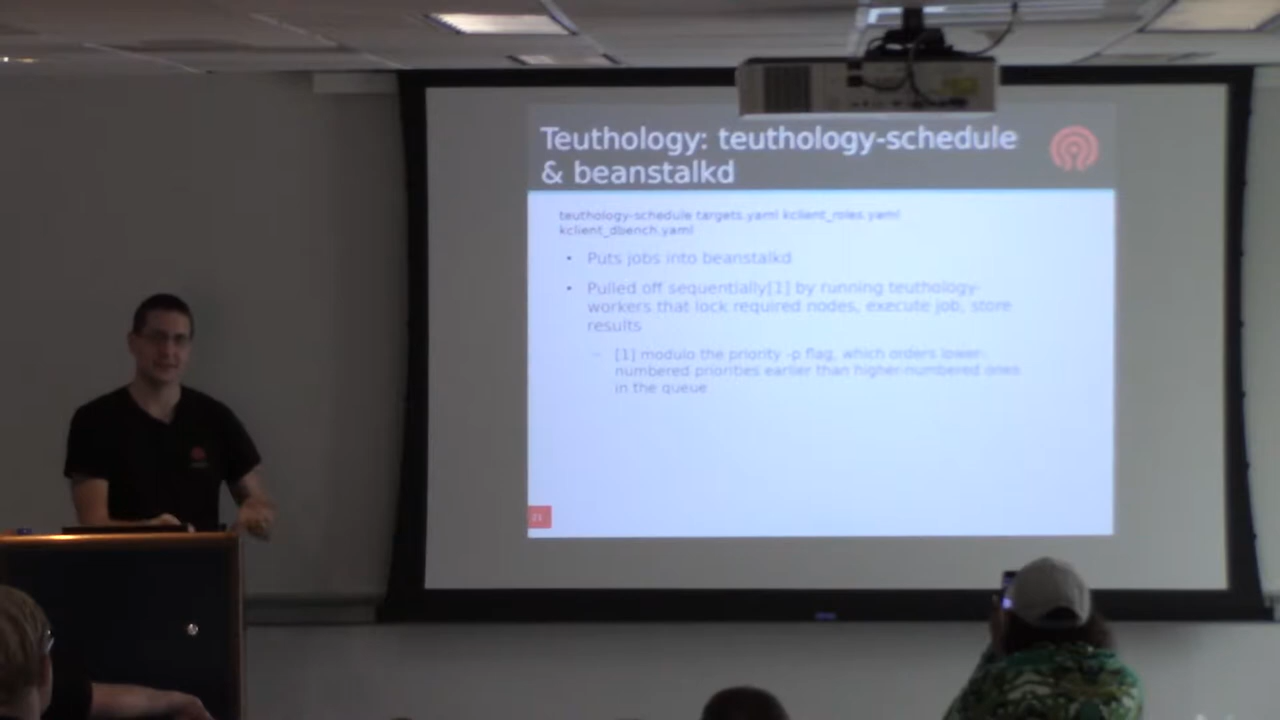 Teuthology: teuthology-schedule
& beanstalkd
teuthology-schedule targets.yaml kclient_roles.yaml
kclient_dbench.yaml
• Puts jobs into beanstalkd
• Pulled off sequentially[1] by running teuthology-
workers that lock required nodes, execute job, store
results
– [1] modulo the priority -p flag, which orders lower-
numbered priorities earlier than higher-numbered ones
in the queue
21